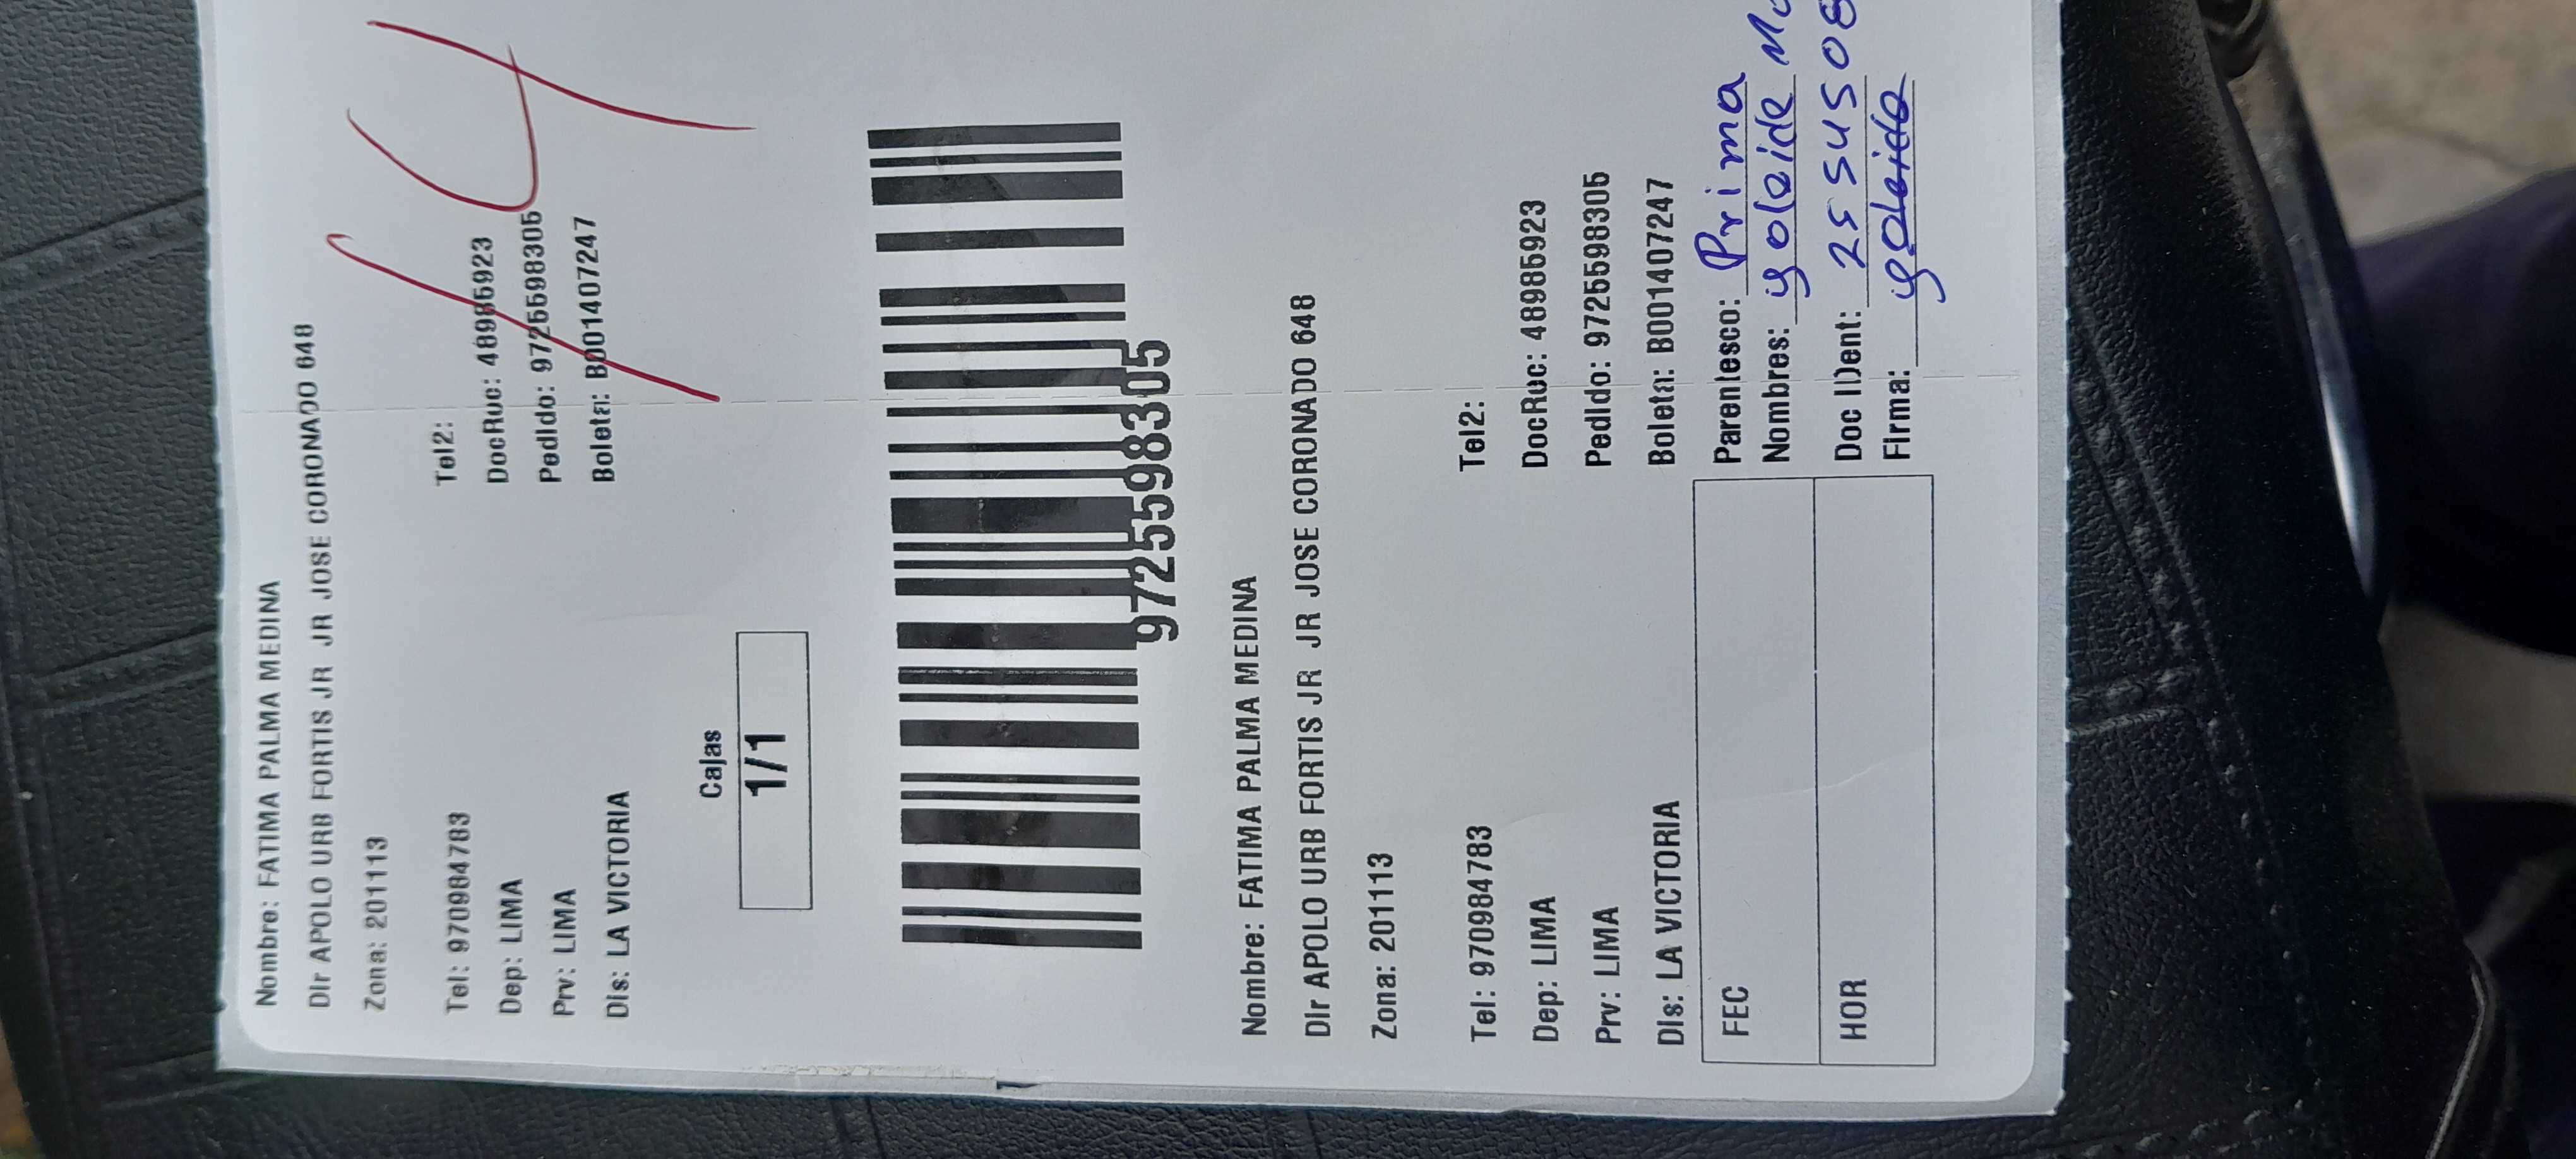 Nombre: FATIMA PALMA MEDINA
Dir APOLO URB FORTIS JR JR JOSE CORONADO 648
Zona: 201113
Tel: 970984783 Tel2:
Dep: LIMA DocRuc: 48985923
Prv: LIMA Pedido: 9725598305
Dis: LA VICTORIA Boleta: B001407247
Cajas
1/1
9725598305
Nombre: FATIMA PALMA MEDINA
Dir APOLO URB FORTIS JR JR JOSE CORONADO 648
Zona: 201113
Tel: 970984783 Tel2:
Dep: LIMA DocRuc: 48985923
Prv: LIMA Pedido: 9725598305
Dis: LA VICTORIA Boleta: B001407247
FEC Parentesco: Prima
Nombres: yolaide
HOR Doc IDent:
Firma: